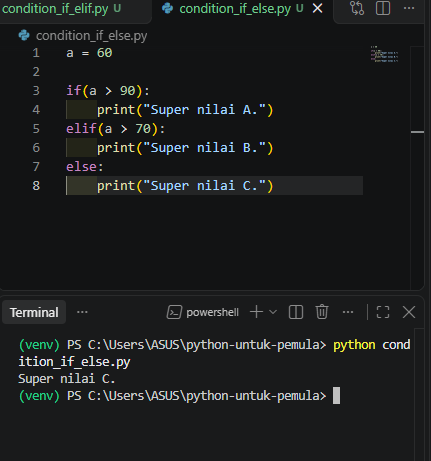 condition_if_elif.py U condition_if_else.py U
condition_if_else.py
1 a = 60
2
3 if(a > 90):
4 print("Super nilai A.")
5 elif(a > 70):
6 print("Super nilai B.")
7 else:
8 print("Super nilai C.")
Terminal powershell
(venv) PS C:\Users\ASUS\python-untuk-pemula> python cond
ition_if_else.py
Super nilai C.
(venv) PS C:\Users\ASUS\python-untuk-pemula>